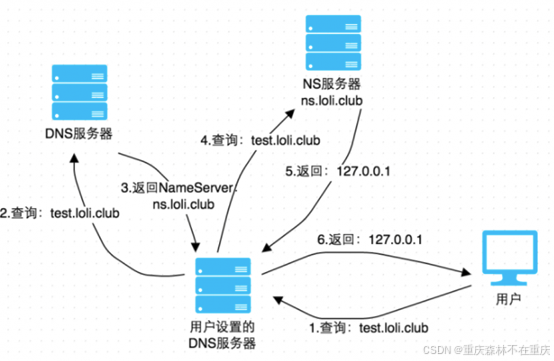 NS服务器
ns.loli.club
DNS服务器
4.查询：test.loli.club
5.返回：127.0.0.1
3.返回NameServer：
ns.loli.club
2.查询：test.loli.club
6.返回：127.0.0.1
用户
用户设置的
DNS服务器
1.查询：test.loli.club
CSDN @重庆森林不在重庆